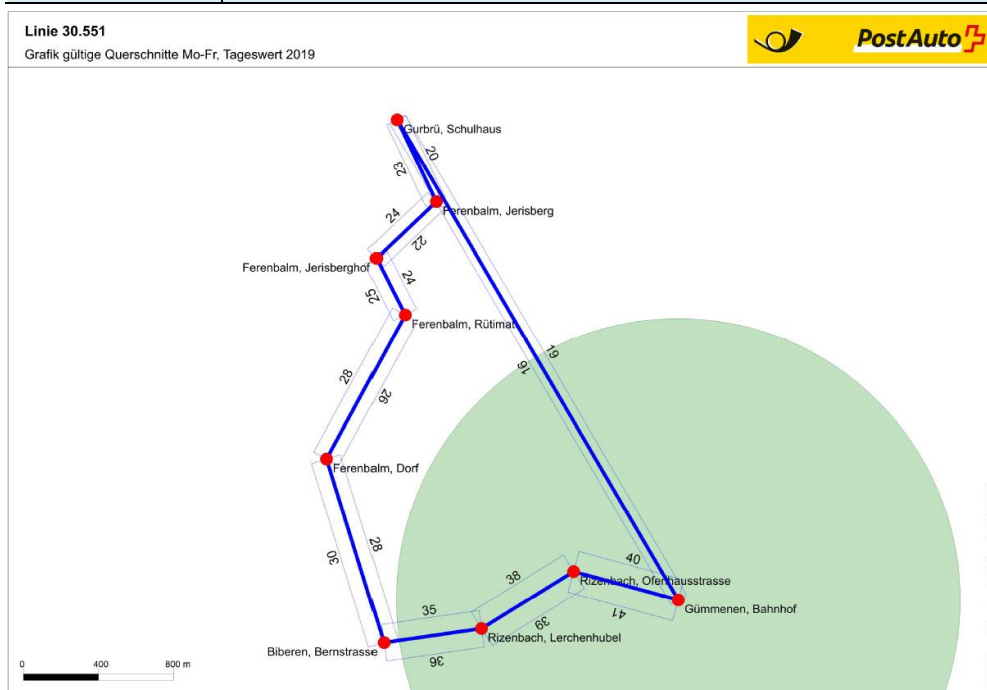 Linie 30.551
Grafik gültige Querschnitte Mo-Fr, Tageswert 2019
PostAuto
Gurbrü, Schulhaus
20
23
Ferenbalm, Jerisberg
24
22
Ferenbalm, Jerisberghof
24
25
Ferenbalm, Rütimat
28
26
19
16
Ferenbalm, Dorf
30
28
40
38
Rizenbach, Ofenhausstrasse
Gümmenen, Bahnhof
41
39
35
Rizenbach, Lerchenhubel
Biberen, Bernstrasse
36
0 400 800 m